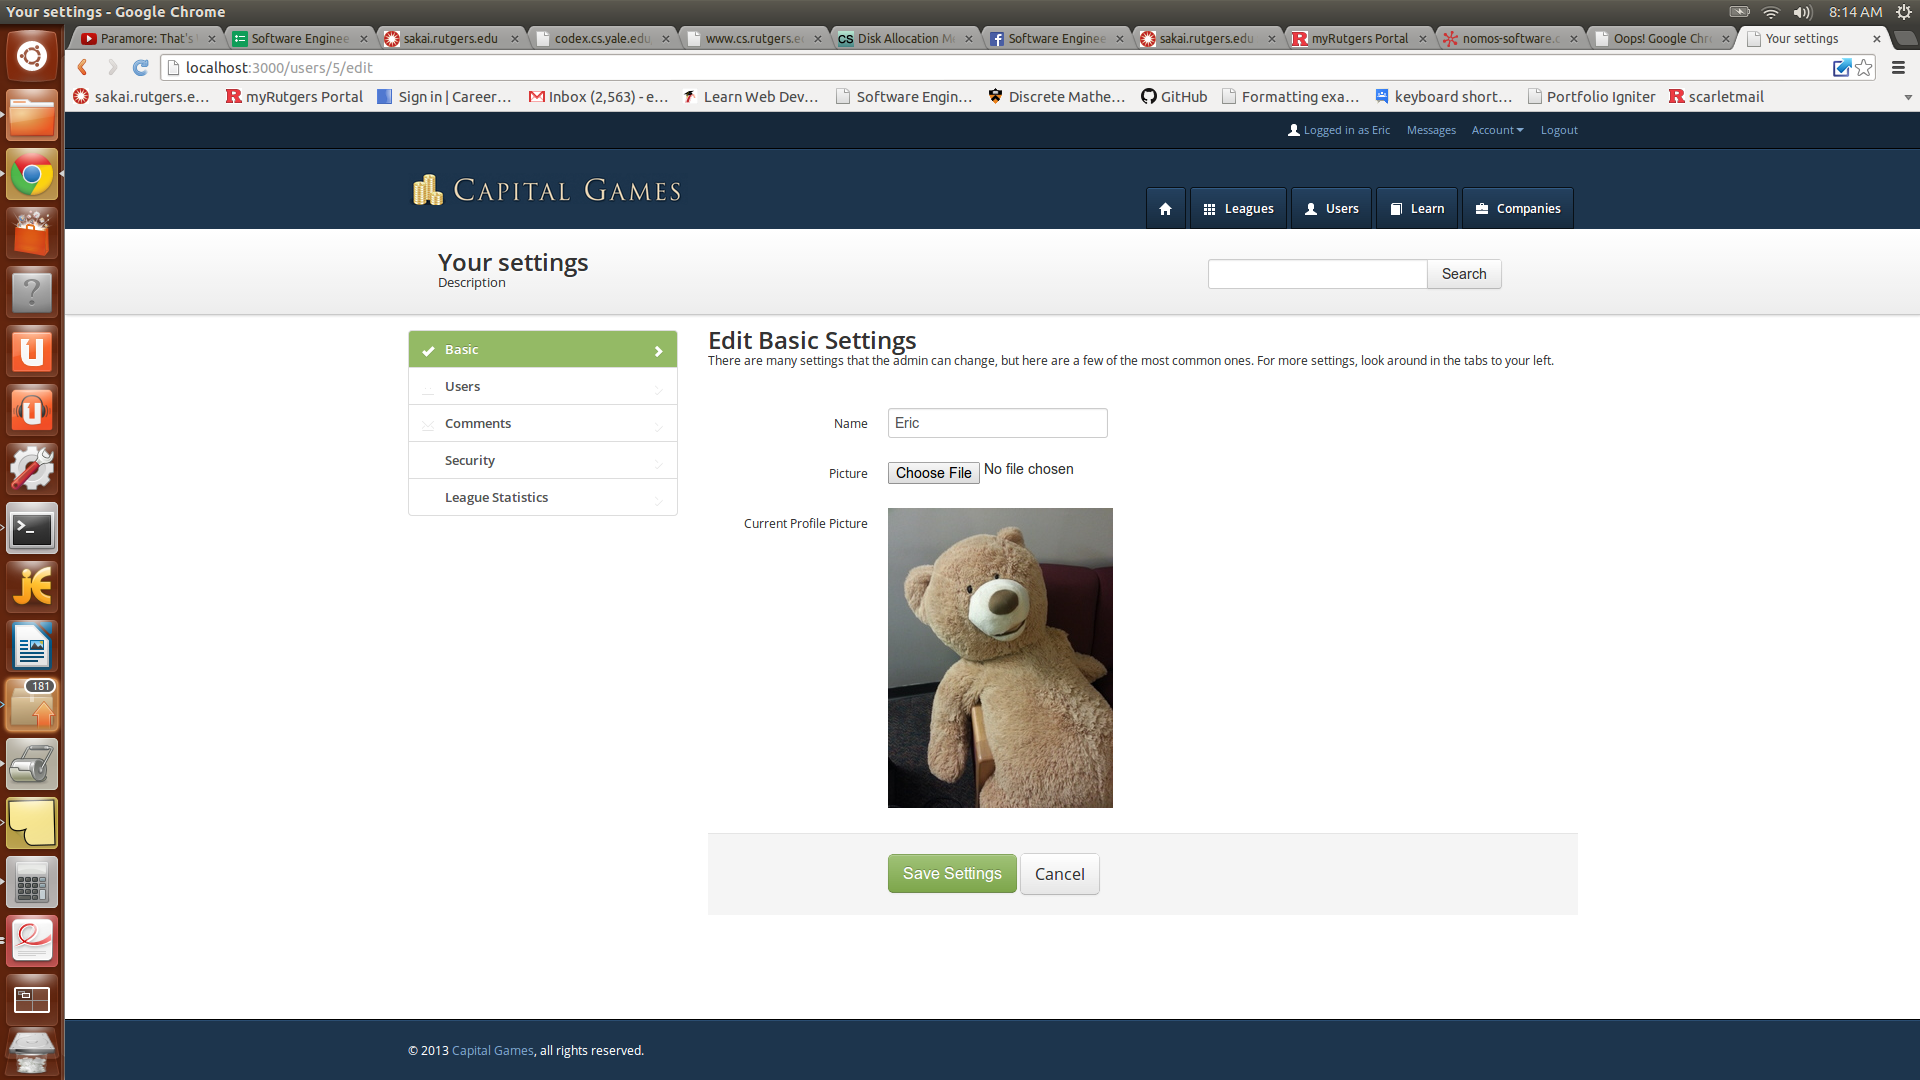 Your settings - Google Chrome
8:14 AM
Paramore: That's
Software Enginee
sakai.rutgers.edu
codex.cs.yale.edu
www.cs.rutgers.e
Disk Allocation M
Software Enginee
sakai.rutgers.edu
myRutgers Portal
nomos-software.c
Oops! Google Chr
Your settings
localhost:3000/users/5/edit
sakai.rutgers.e...
myRutgers Portal
Sign in | Career...
Inbox (2,563) - e...
Learn Web Dev...
Software Engin...
Discrete Mathe...
GitHub
Formatting exa...
keyboard short...
Portfolio Igniter
scarletmail
Logged in as Eric
Messages
Account
Logout
Capital Games
Leagues
Users
Learn
Companies
Your settings
Description
Search
Basic
Users
Comments
Security
League Statistics
Edit Basic Settings
There are many settings that the admin can change, but here are a few of the most common ones. For more settings, look around in the tabs to your left.
Name
Eric
Picture
Choose File No file chosen
Current Profile Picture
Save Settings
Cancel
181
© 2013 Capital Games, all rights reserved.